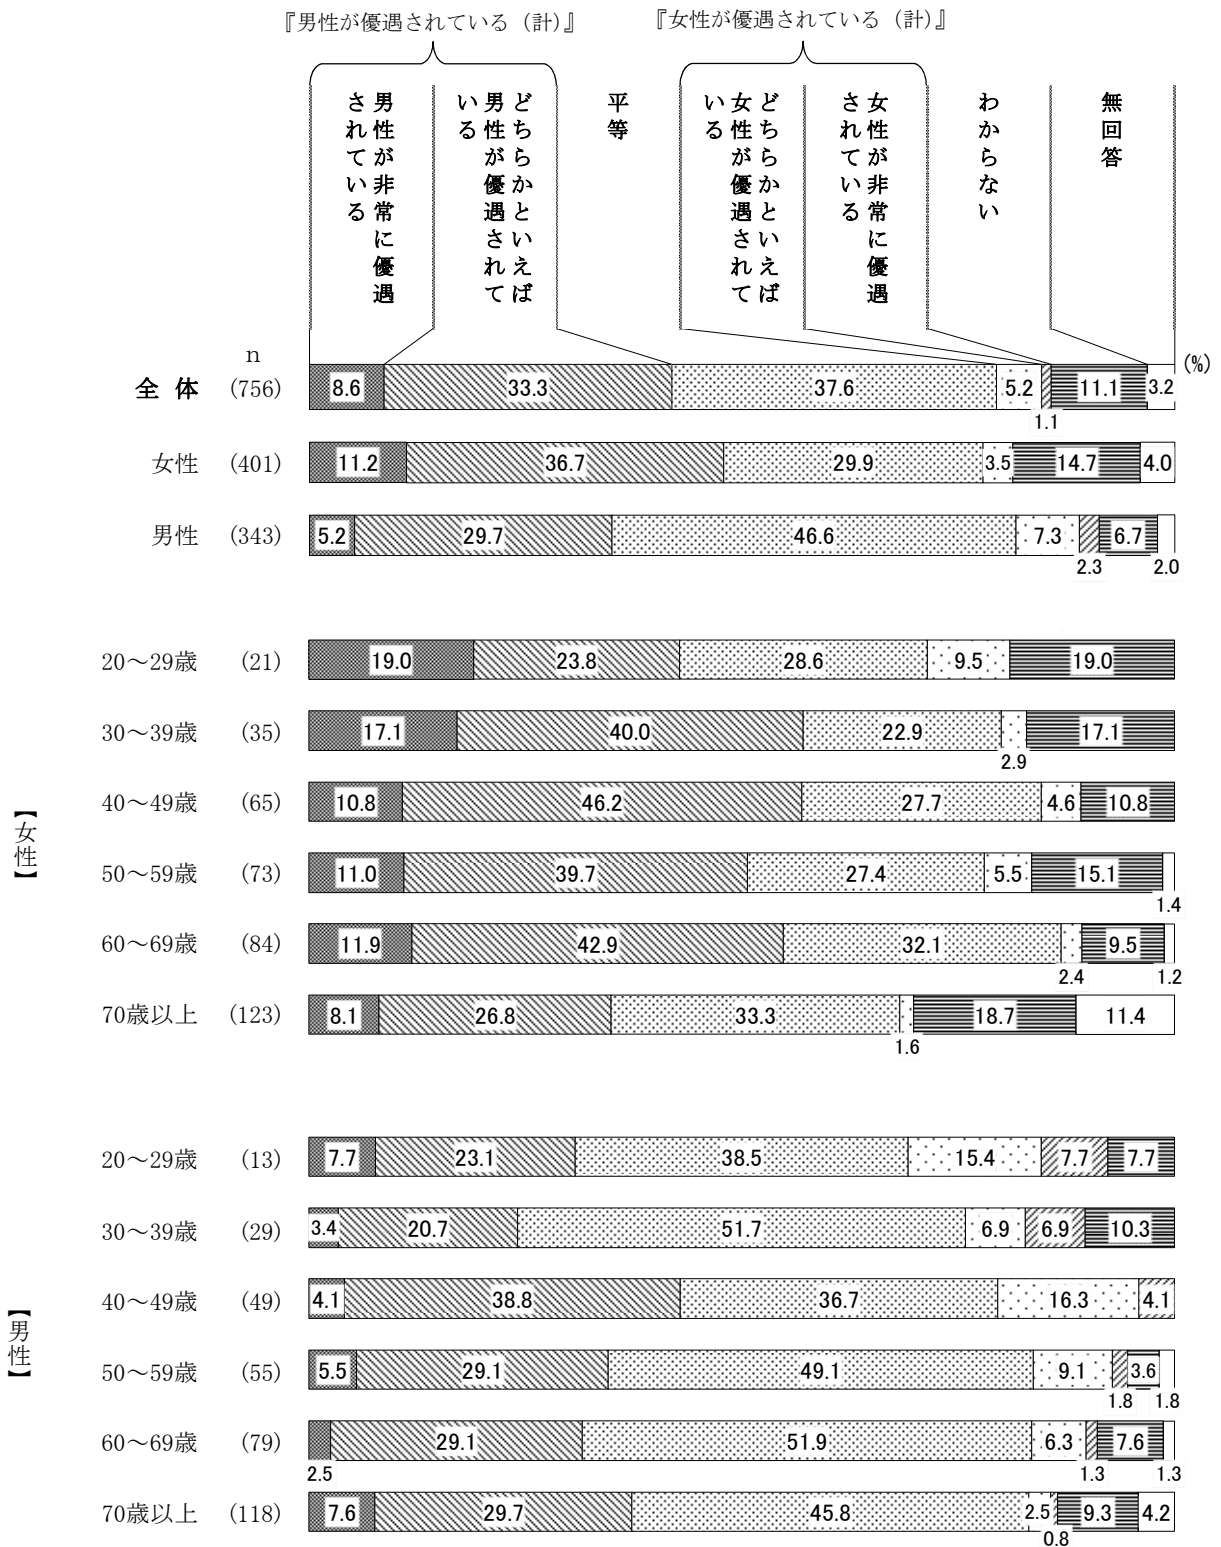 『男性が優遇されている（計）』
『女性が優遇されている（計）』
男性が非常に優遇
されている
どちらかといえば
男性が優遇されて
いる
平等
どちらかといえば
女性が優遇されて
いる
女性が非常に優遇
されている
わからない
無回答
n
(%)
全 体 (756) 8.6 33.3 37.6 5.2 1.1 11.1 3.2
女性 (401) 11.2 36.7 29.9 3.5 14.7 4.0
男性 (343) 5.2 29.7 46.6 7.3 2.3 6.7 2.0
【女性】
20～29歳 (21) 19.0 23.8 28.6 9.5 19.0
30～39歳 (35) 17.1 40.0 22.9 2.9 17.1
40～49歳 (65) 10.8 46.2 27.7 4.6 10.8
50～59歳 (73) 11.0 39.7 27.4 5.5 15.1 1.4
60～69歳 (84) 11.9 42.9 32.1 2.4 9.5 1.2
70歳以上 (123) 8.1 26.8 33.3 1.6 18.7 11.4
【男性】
20～29歳 (13) 7.7 23.1 38.5 15.4 7.7 7.7
30～39歳 (29) 3.4 20.7 51.7 6.9 6.9 10.3
40～49歳 (49) 4.1 38.8 36.7 16.3 4.1
50～59歳 (55) 5.5 29.1 49.1 9.1 1.8 3.6 1.8
60～69歳 (79) 2.5 29.1 51.9 6.3 1.3 7.6 1.3
70歳以上 (118) 7.6 29.7 45.8 2.5 0.8 9.3 4.2